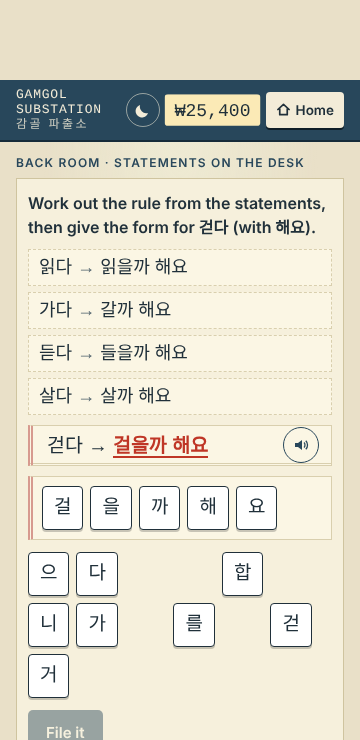 GAMGOL
SUBSTATION
감골 파출소
₩25,400
Home
BACK ROOM · STATEMENTS ON THE DESK
Work out the rule from the statements,
then give the form for 걷다 (with 해요).
읽다 → 읽을까 해요
가다 → 갈까 해요
듣다 → 들을까 해요
살다 → 살까 해요
걷다 → 걸을까 해요
걸 을 까 해 요
으 다 합
니 가 를 걷
거
File it